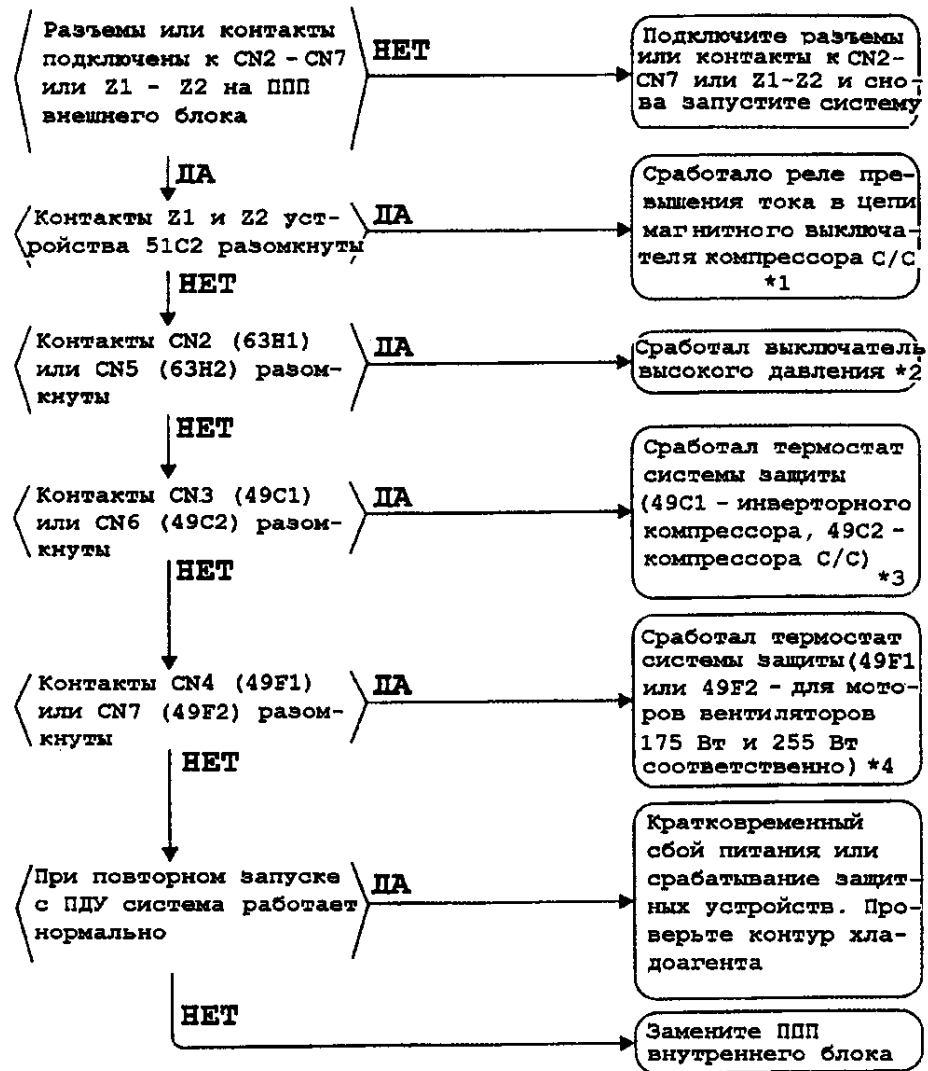 Разъемы или контакты
подключены к CN2 - CN7
или Z1 - Z2 на ППП
внешнего блока
НЕТ
Подключите разъемы
или контакты к CN2-
CN7 или Z1~Z2 и сно-
ва запустите систему
ДА
Контакты Z1 и Z2 уст-
ройства 51C2 разомкнуты
ДА
Сработало реле пре-
вышения тока в цепи
магнитного выключа-
теля компрессора С/С
*1
НЕТ
Контакты CN2 (63H1)
или CN5 (63H2) разом-
кнуты
ДА
Сработал выключатель
высокого давления *2
НЕТ
Контакты CN3 (49C1)
или CN6 (49C2) разом-
кнуты
ДА
Сработал термостат
системы защиты
(49C1 - инверторного
компрессора, 49C2 -
компрессора С/С)
*3
НЕТ
Контакты CN4 (49F1)
или CN7 (49F2) разом-
кнуты
ДА
Сработал термостат
системы защиты (49F1
или 49F2 - для мото-
ров вентиляторов
175 Вт и 255 Вт
соответственно) *4
НЕТ
При повторном запуске
с ПДУ система работает
нормально
ДА
Кратковременный
сбой питания или
срабатывание защит-
ных устройств. Про-
верьте контур хла-
доагента
НЕТ
Замените ППП
внутреннего блока